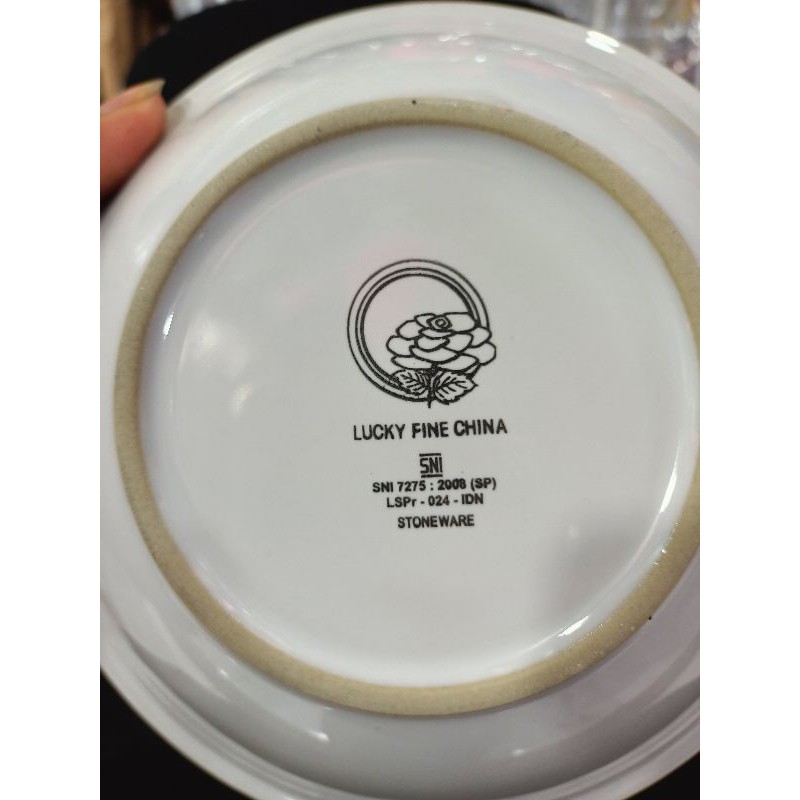 LUCKY FINE CHINA
SNI
SNI 7275 : 2008 (SP)
LSPr - 024 - IDN
STONEWARE